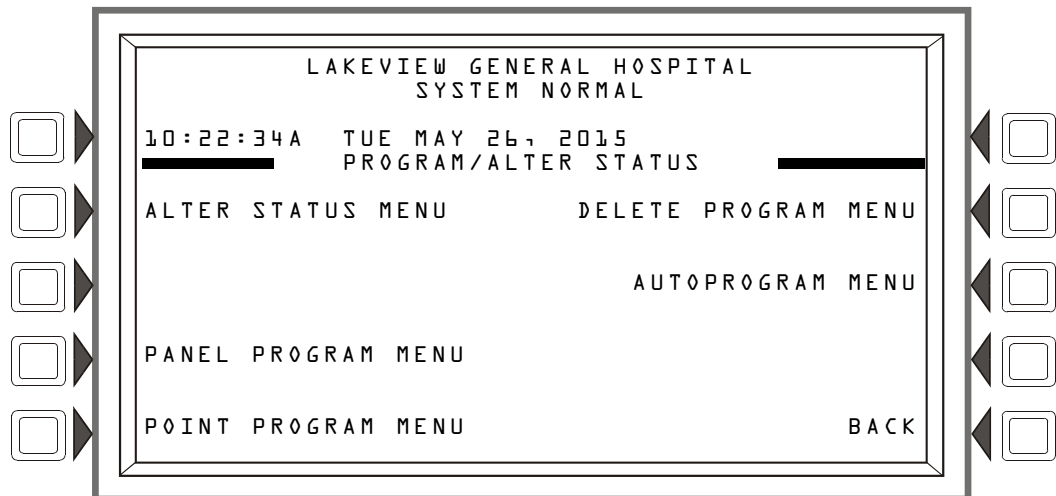 LAKEVIEW GENERAL HOSPITAL
SYSTEM NORMAL
10:22:34A TUE MAY 26, 2015
PROGRAM/ALTER STATUS
ALTER STATUS MENU DELETE PROGRAM MENU
AUTOPROGRAM MENU
PANEL PROGRAM MENU
POINT PROGRAM MENU BACK